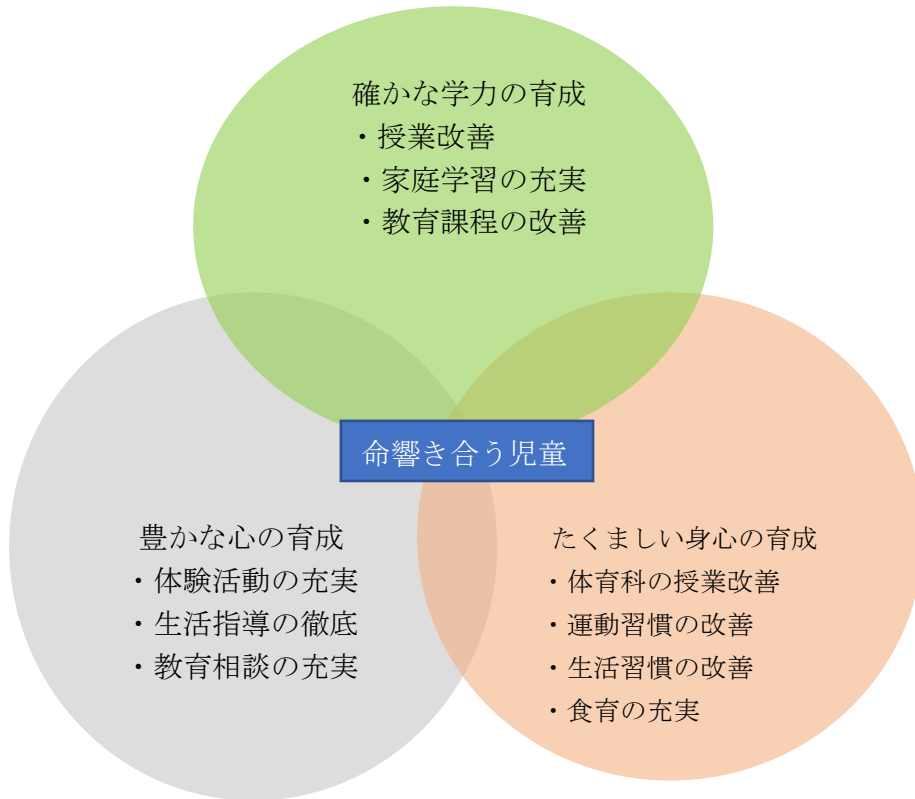 確かな学力の育成
・授業改善
・家庭学習の充実
・教育課程の改善
命響き合う児童
豊かな心の育成
・体験活動の充実
・生活指導の徹底
・教育相談の充実
たくましい身心の育成
・体育科の授業改善
・運動習慣の改善
・生活習慣の改善
・食育の充実